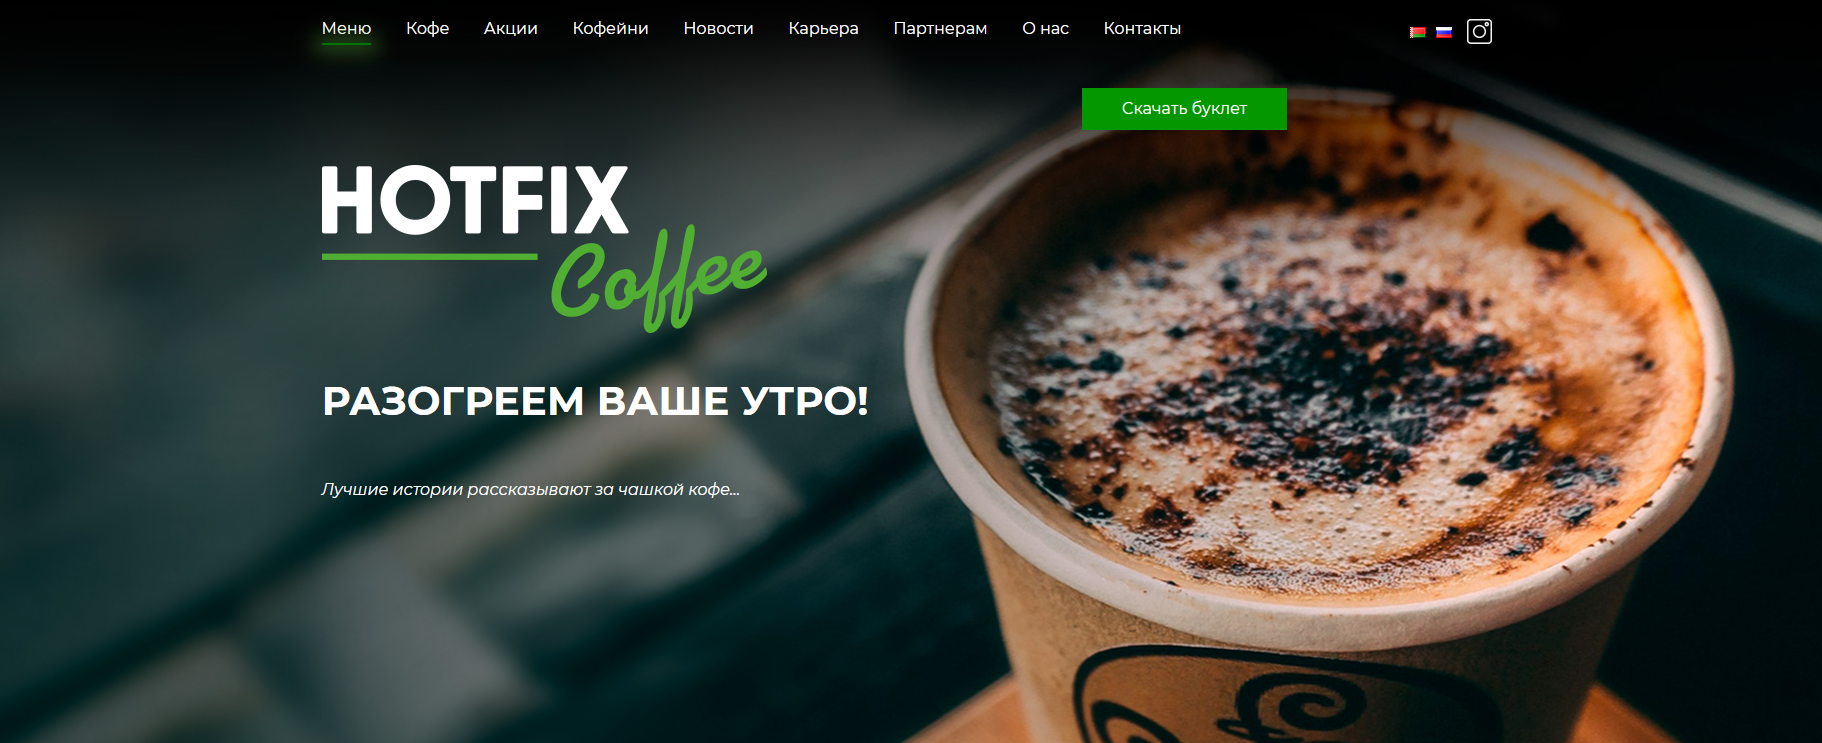 Меню Кофе Акции Кофейни Новости Карьера Партнерам О нас Контакты
Скачать буклет
HOTFIX
Coffee
РАЗОГРЕЕМ ВАШЕ УТРО!
Лучшие истории рассказывают за чашкой кофе...